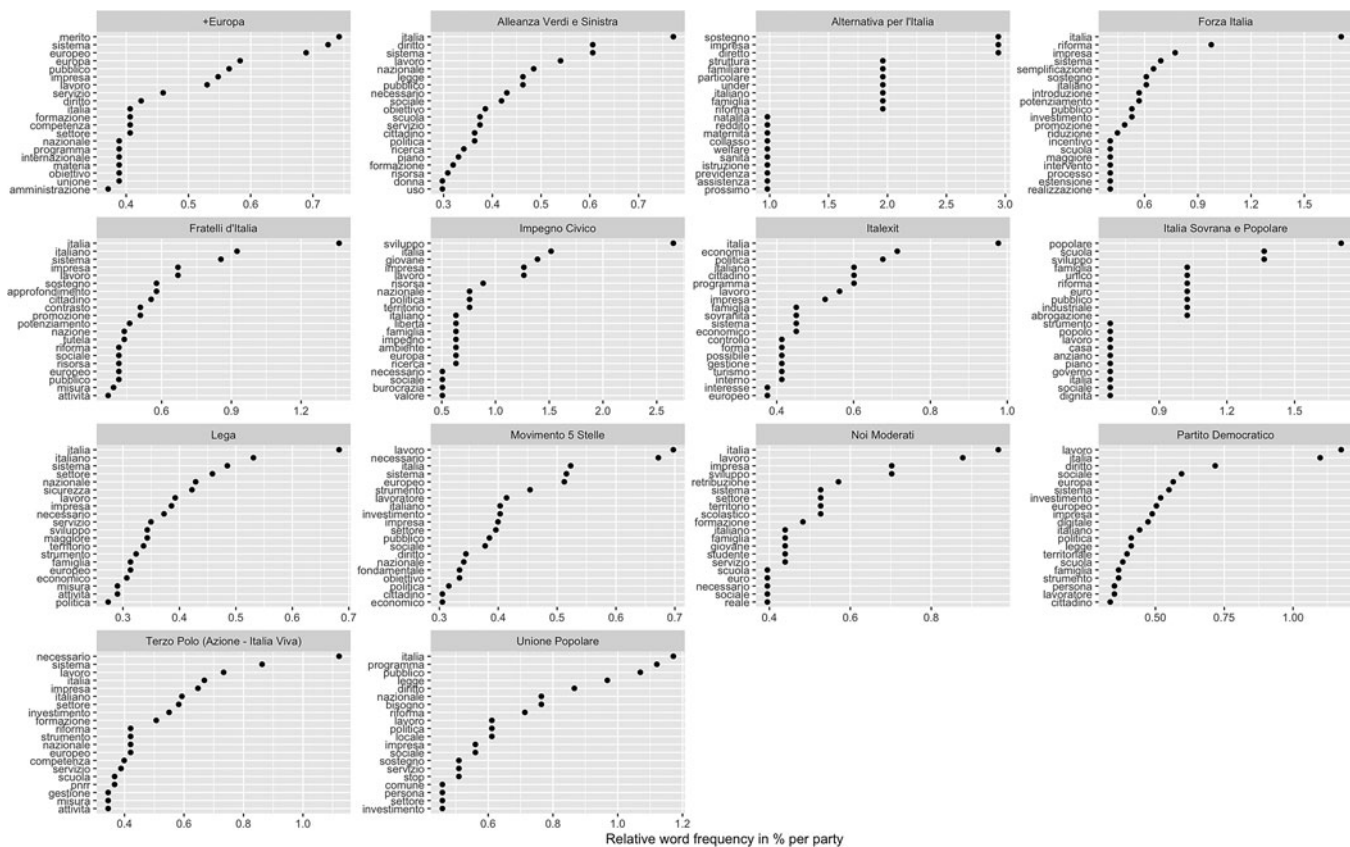 +Europa
merito
sistema
europeo
europa
pubblico
impresa
lavoro
servizio
diritto
italia
formazione
competenza
settore
nazionale
programma
internazionale
materia
obiettivo
unione
amministrazione
0.4 0.5 0.6 0.7
Alleanza Verdi e Sinistra
italia
diritto
sistema
lavoro
nazionale
legge
pubblico
necessario
sociale
obiettivo
scuola
servizio
cittadino
politica
ricerca
piano
formazione
risorsa
donna
uso
0.3 0.4 0.5 0.6 0.7
Alternativa per l'Italia
sostegno
impresa
diretto
struttura
familiare
particolare
under
italiano
famiglia
riforma
natalità
reddito
maternità
collasso
welfare
sanità
istruzione
previdenza
assistenza
prossimo
1.0 1.5 2.0 2.5 3.0
Forza Italia
italia
riforma
impresa
sistema
semplificazione
sostegno
italiano
introduzione
potenziamento
pubblico
investimento
promozione
riduzione
incentivo
scuola
maggiore
intervento
processo
estensione
realizzazione
0.6 0.9 1.2 1.5
Fratelli d'Italia
italia
italiano
sistema
impresa
lavoro
sostegno
approfondimento
cittadino
contrasto
promozione
potenziamento
nazione
tutela
riforma
sociale
risorsa
europeo
pubblico
misura
attività
0.6 0.9 1.2
Impegno Civico
sviluppo
italia
giovane
impresa
lavoro
risorsa
nazionale
politica
territorio
italiano
libertà
famiglia
impegno
ambiente
europa
ricerca
necessario
sociale
burocrazia
valore
0.5 1.0 1.5 2.0 2.5
Italexit
italia
economia
politica
italiano
cittadino
programma
lavoro
impresa
famiglia
sovranità
sistema
economico
controllo
forma
possibile
gestione
turismo
interno
interesse
europeo
0.4 0.6 0.8 1.0
Italia Sovrana e Popolare
popolare
scuola
sviluppo
famiglia
unico
riforma
euro
pubblico
industriale
abrogazione
strumento
popolo
lavoro
casa
anziano
piano
governo
italia
sociale
dignità
0.9 1.2 1.5
Lega
italia
italiano
sistema
settore
nazionale
sicurezza
lavoro
impresa
necessario
servizio
sviluppo
maggiore
territorio
strumento
famiglia
europeo
economico
misura
attività
politica
0.3 0.4 0.5 0.6 0.7
Movimento 5 Stelle
lavoro
necessario
italia
sistema
europeo
strumento
lavoratore
italiano
investimento
impresa
settore
pubblico
sociale
diritto
nazionale
fondamentale
obiettivo
politica
cittadino
economico
0.3 0.4 0.5 0.6 0.7
Noi Moderati
italia
lavoro
impresa
sviluppo
retribuzione
sistema
settore
territorio
scolastico
formazione
italiano
famiglia
giovane
studente
servizio
scuola
euro
necessario
sociale
reale
0.4 0.6 0.8
Partito Democratico
lavoro
italia
diritto
sociale
europa
sistema
investimento
europeo
impresa
digitale
italiano
politica
legge
territoriale
scuola
famiglia
strumento
persona
lavoratore
cittadino
0.50 0.75 1.00
Terzo Polo (Azione - Italia Viva)
necessario
sistema
lavoro
italia
impresa
italiano
settore
investimento
formazione
riforma
strumento
nazionale
europeo
competenza
servizio
scuola
pnrr
gestione
misura
attività
0.4 0.6 0.8 1.0
Unione Popolare
italia
programma
pubblico
legge
diritto
nazionale
bisogno
riforma
lavoro
politica
locale
impresa
sociale
sostegno
servizio
stop
comune
persona
settore
investimento
0.6 0.8 1.0 1.2
Relative word frequency in % per party